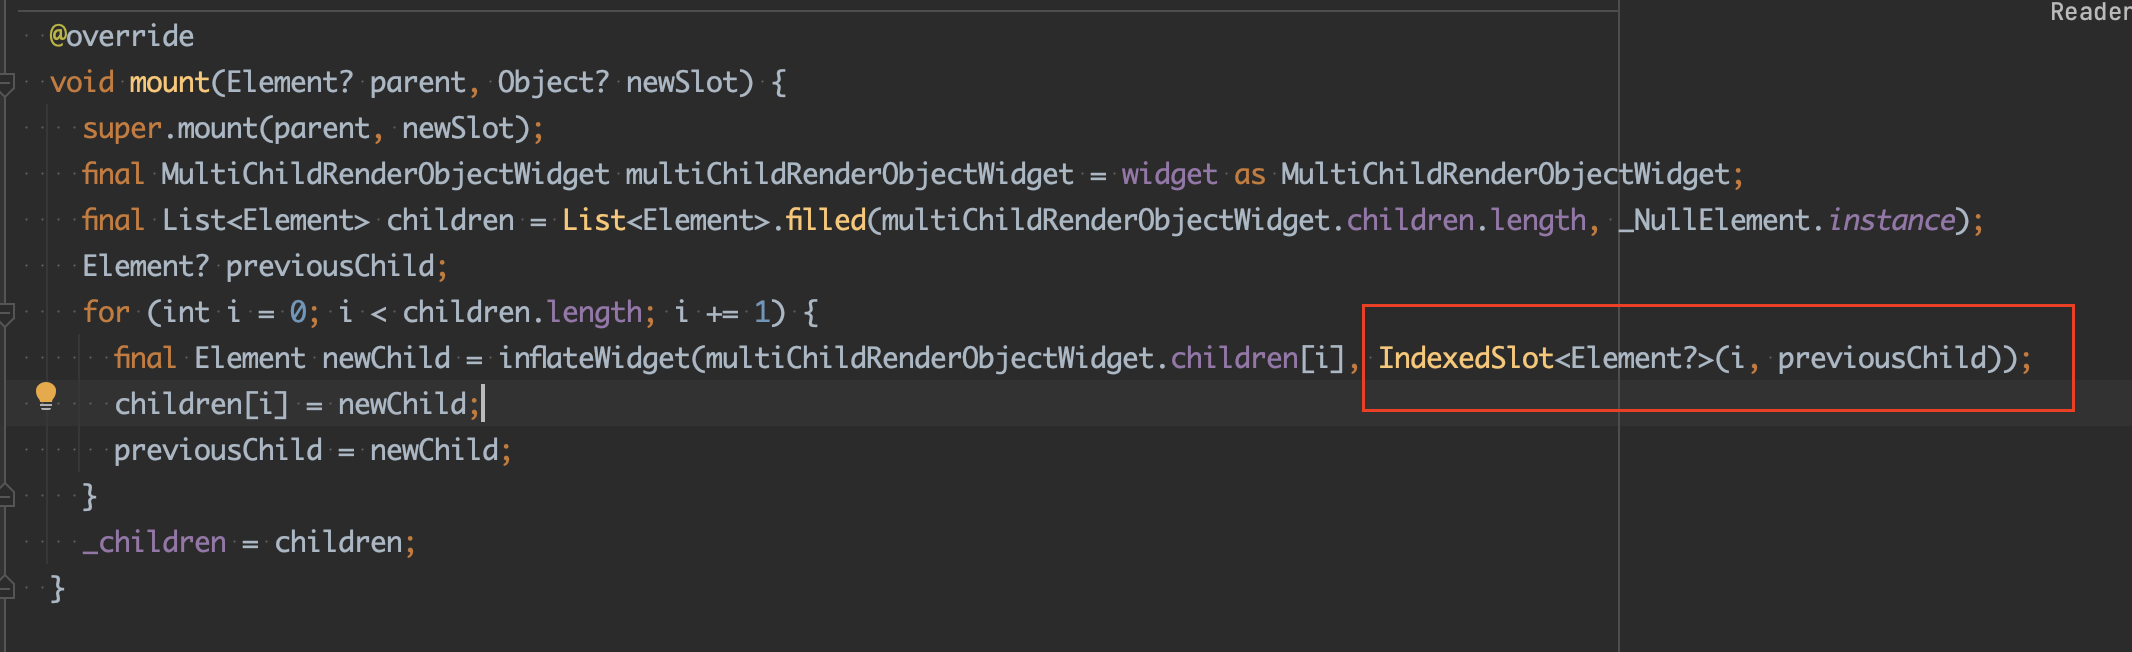 Reader
@override
void mount(Element? parent, Object? newSlot) {
super.mount(parent, newSlot);
final MultiChildRenderObjectWidget multiChildRenderObjectWidget = widget as MultiChildRenderObjectWidget;
final List<Element> children = List<Element>.filled(multiChildRenderObjectWidget.children.length, _NullElement.instance);
Element? previousChild;
for (int i = 0; i < children.length; i += 1) {
final Element newChild = inflateWidget(multiChildRenderObjectWidget.children[i], IndexedSlot<Element?>(i, previousChild));
children[i] = newChild;
previousChild = newChild;
}
_children = children;
}